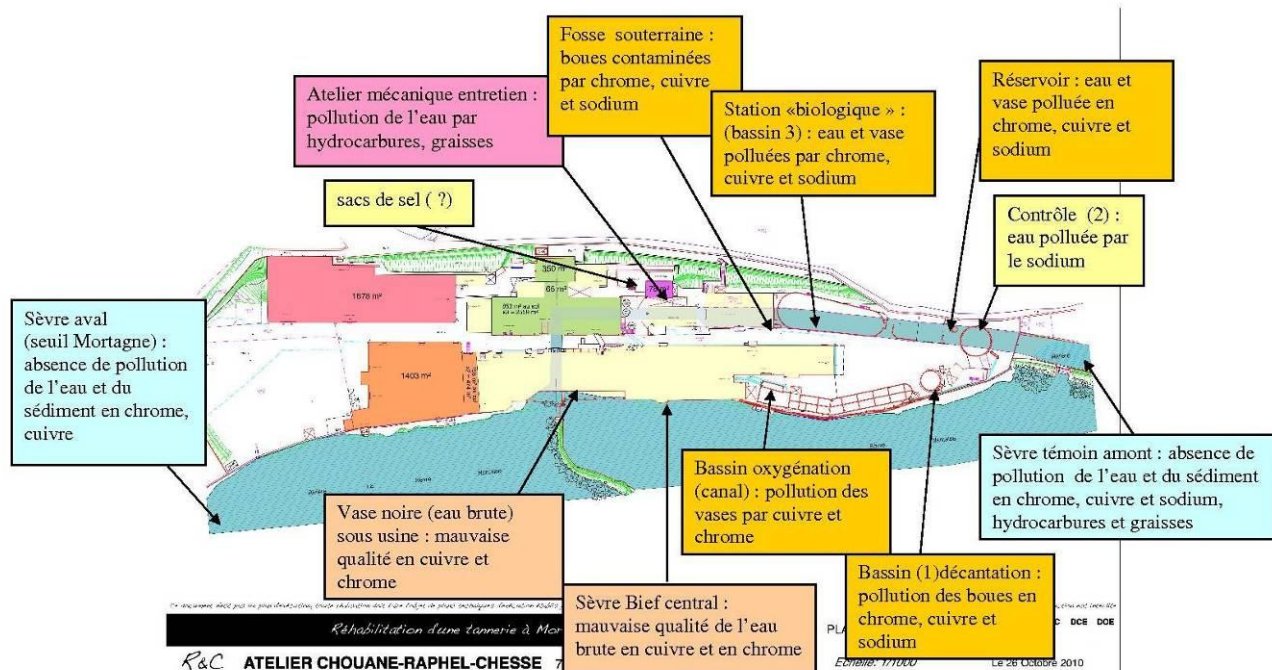 Fosse souterraine :
boues contaminées
par chrome, cuivre
et sodium
Atelier mécanique entretien :
pollution de l'eau par
hydrocarbures, graisses
Station «biologique » :
(bassin 3) : eau et vase
polluées par chrome,
cuivre et sodium
Réservoir : eau et
vase polluée en
chrome, cuivre et
sodium
sacs de sel ( ?)
Contrôle (2) :
eau polluée par
le sodium
350 m²
66 m²
78 m²
1678 m²
1403 m²
Sèvre aval
(seuil Mortagne) :
absence de pollution
de l'eau et du
sédiment en chrome,
cuivre
Vase noire (eau brute)
sous usine : mauvaise
qualité en cuivre et
chrome
Sèvre Bief central :
mauvaise qualité de l'eau
brute en cuivre et en chrome
Bassin oxygénation
(canal) : pollution des
vases par cuivre et
chrome
Bassin (1)décantation :
pollution des boues en
chrome, cuivre et
sodium
Sèvre témoin amont : absence de
pollution de l'eau et du sédiment
en chrome, cuivre et sodium,
hydrocarbures et graisses
Réhabilitation d'une tannerie à Mor
PLA
DCE DOE
R&C ATELIER CHOUANE-RAPHEL-CHESSE 7
Echelle: 1/1000
Le 26 Octobre 2010